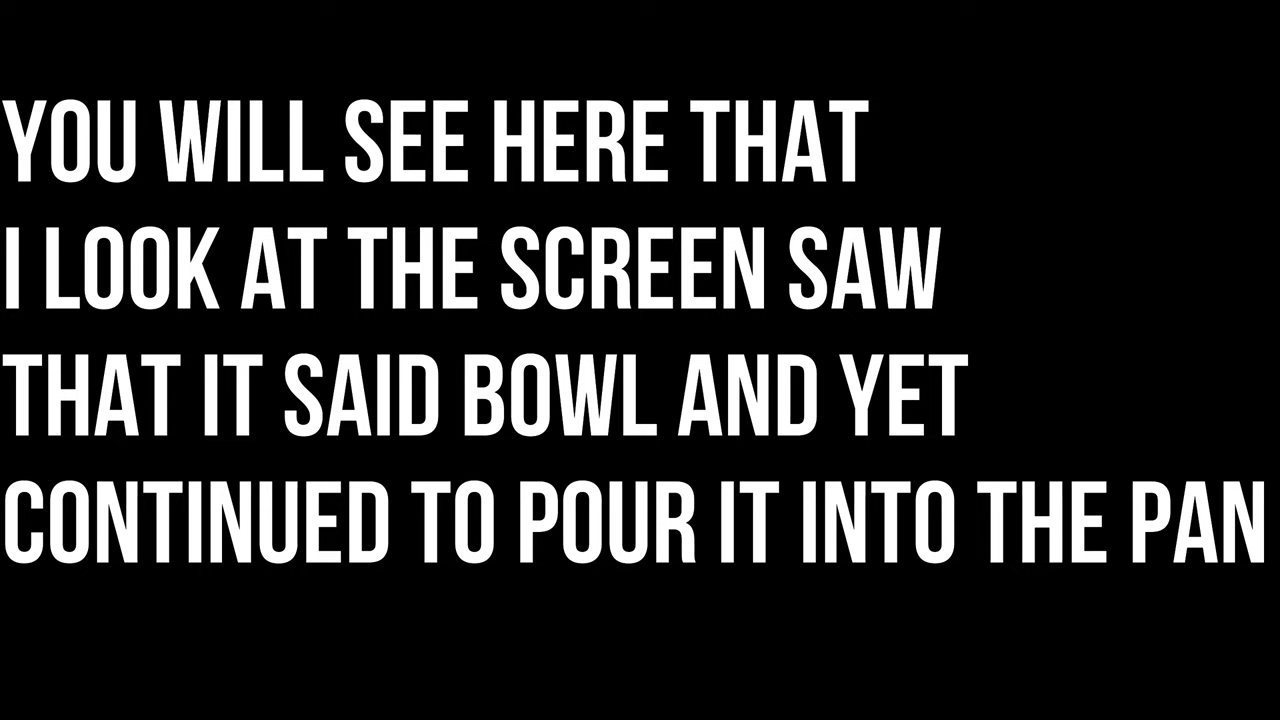 YOU WILL SEE HERE THAT
I LOOK AT THE SCREEN SAW
THAT IT SAID BOWL AND YET
CONTINUED TO POUR IT INTO THE PAN